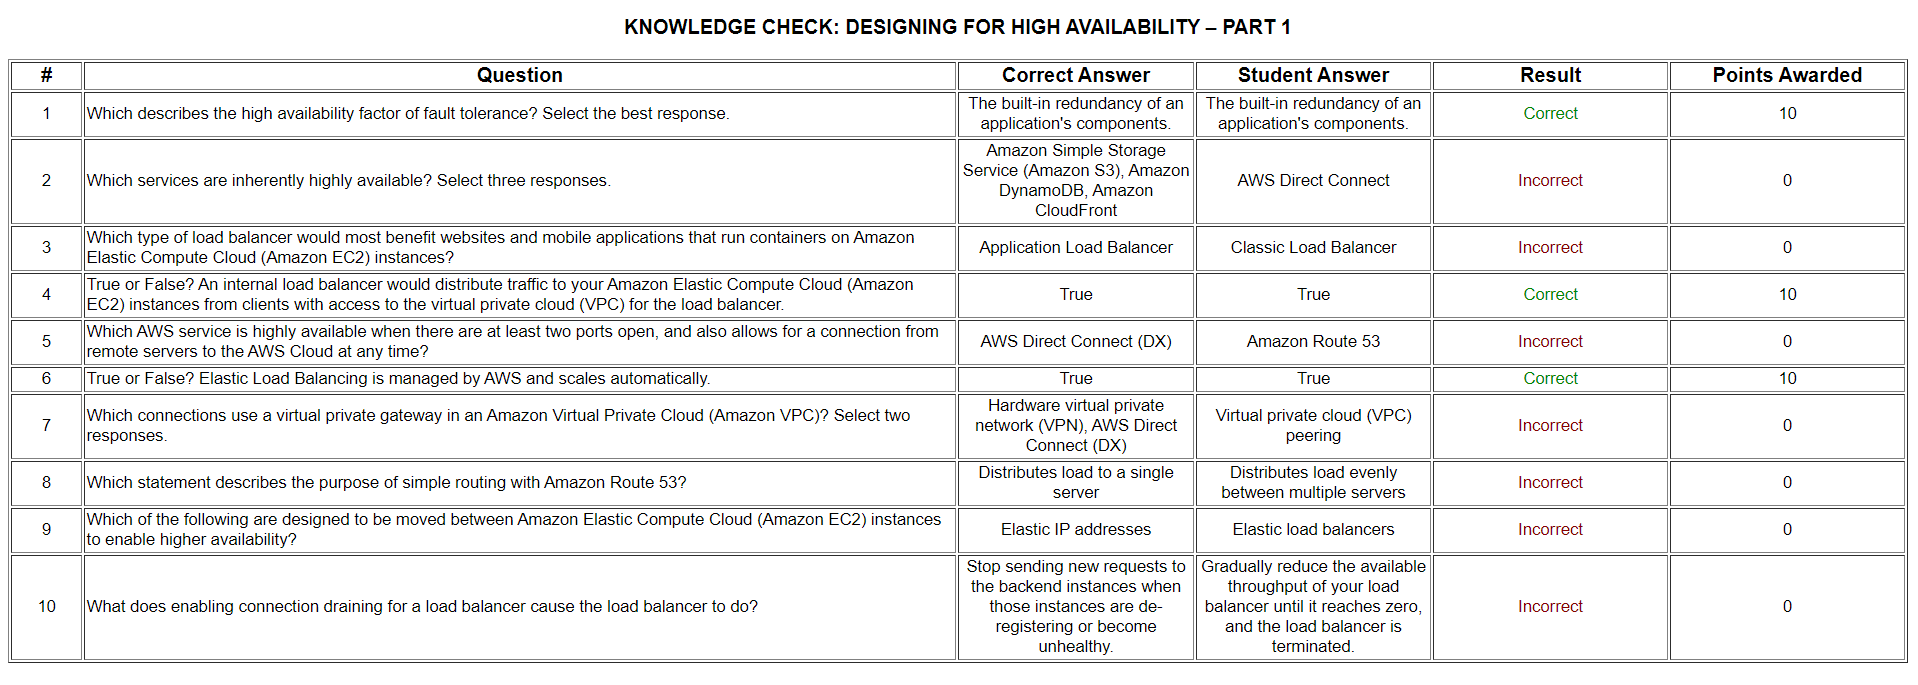 KNOWLEDGE CHECK: DESIGNING FOR HIGH AVAILABILITY – PART 1
# Question Correct Answer Student Answer Result Points Awarded
1 Which describes the high availability factor of fault tolerance? Select the best response.
The built-in redundancy of an
application's components.
The built-in redundancy of an
application's components.
Correct
10
2
Which services are inherently highly available? Select three responses.
Amazon Simple Storage
Service (Amazon S3), Amazon
DynamoDB, Amazon
CloudFront
AWS Direct Connect
Incorrect
0
3
Which type of load balancer would most benefit websites and mobile applications that run containers on Amazon
Elastic Compute Cloud (Amazon EC2) instances?
Application Load Balancer
Classic Load Balancer
Incorrect
0
4
True or False? An internal load balancer would distribute traffic to your Amazon Elastic Compute Cloud (Amazon
EC2) instances from clients with access to the virtual private cloud (VPC) for the load balancer.
True
True
Correct
10
5
Which AWS service is highly available when there are at least two ports open, and also allows for a connection from
remote servers to the AWS Cloud at any time?
AWS Direct Connect (DX)
Amazon Route 53
Incorrect
0
6
True or False? Elastic Load Balancing is managed by AWS and scales automatically.
True
True
Correct
10
7
Which connections use a virtual private gateway in an Amazon Virtual Private Cloud (Amazon VPC)? Select two
responses.
Hardware virtual private
network (VPN), AWS Direct
Connect (DX)
Virtual private cloud (VPC)
peering
Incorrect
0
8
Which statement describes the purpose of simple routing with Amazon Route 53?
Distributes load to a single
server
Distributes load evenly
between multiple servers
Incorrect
0
9
Which of the following are designed to be moved between Amazon Elastic Compute Cloud (Amazon EC2) instances
to enable higher availability?
Elastic IP addresses
Elastic load balancers
Incorrect
0
10
What does enabling connection draining for a load balancer cause the load balancer to do?
Stop sending new requests to
the backend instances when
those instances are de-
registering or become
unhealthy.
Gradually reduce the available
throughput of your load
balancer until it reaches zero,
and the load balancer is
terminated.
Incorrect
0